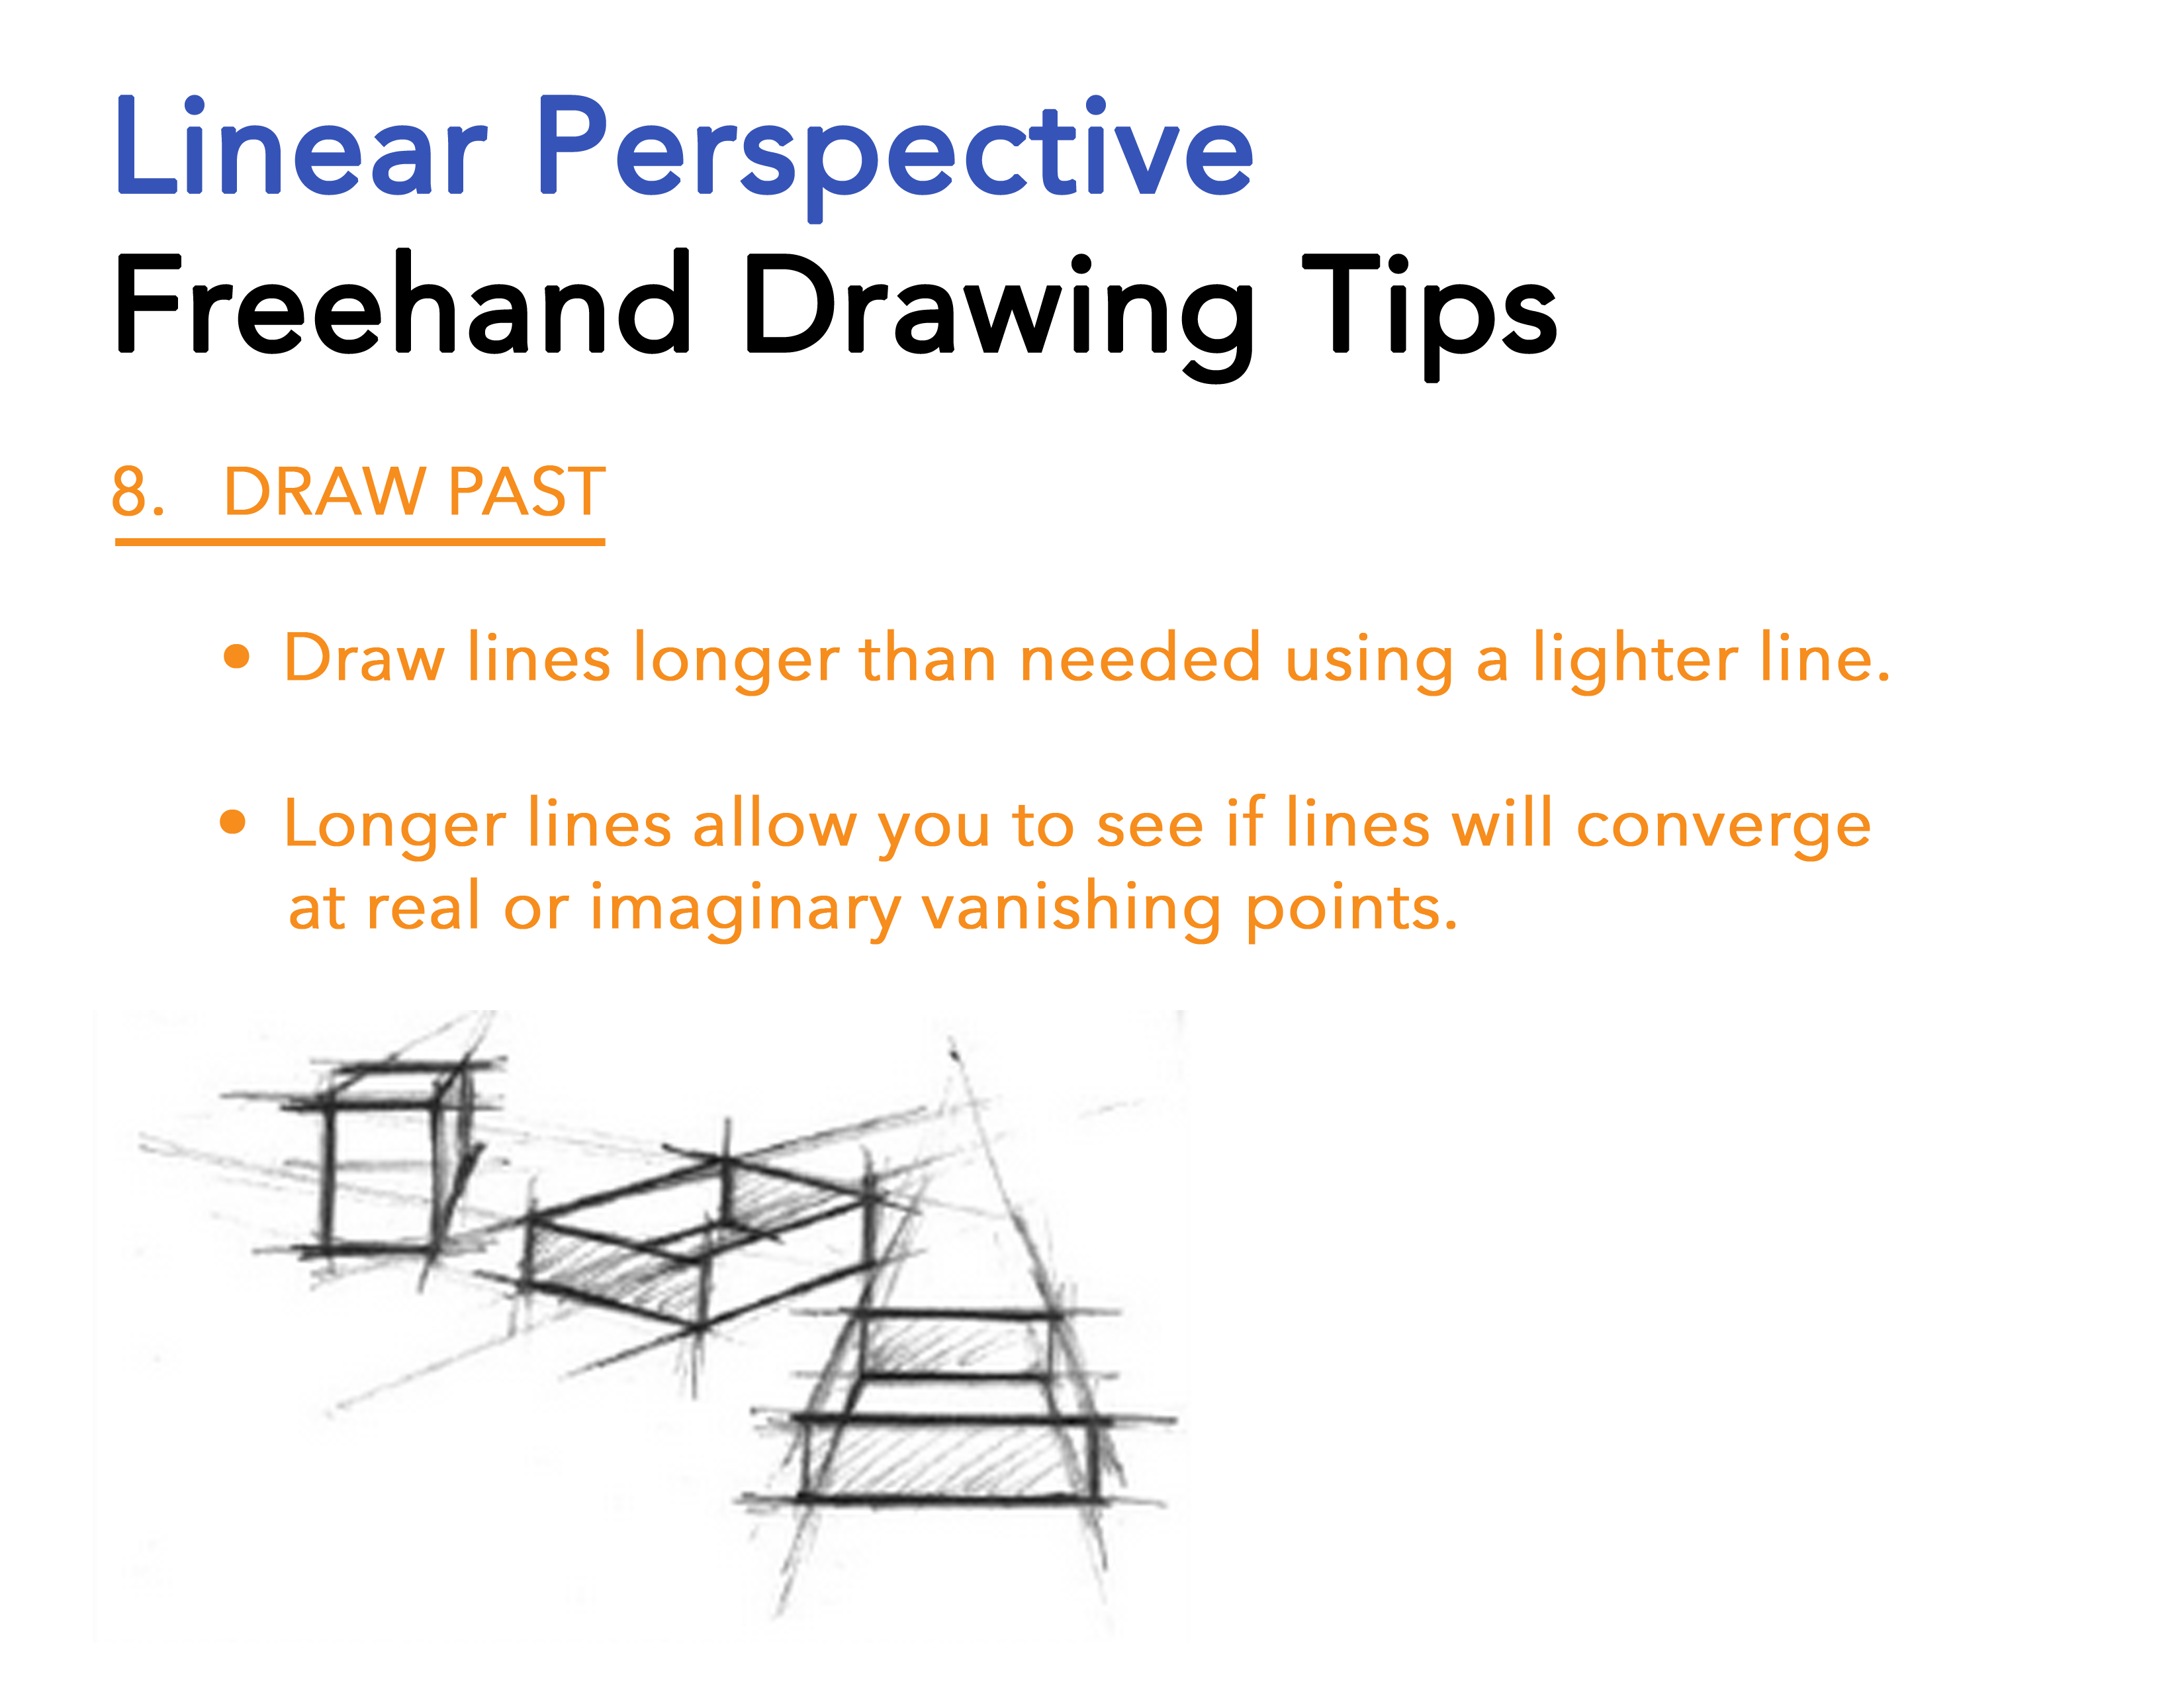 Linear Perspective
Freehand Drawing Tips
8. DRAW PAST
• Draw lines longer than needed using a lighter line.
• Longer lines allow you to see if lines will converge
at real or imaginary vanishing points.